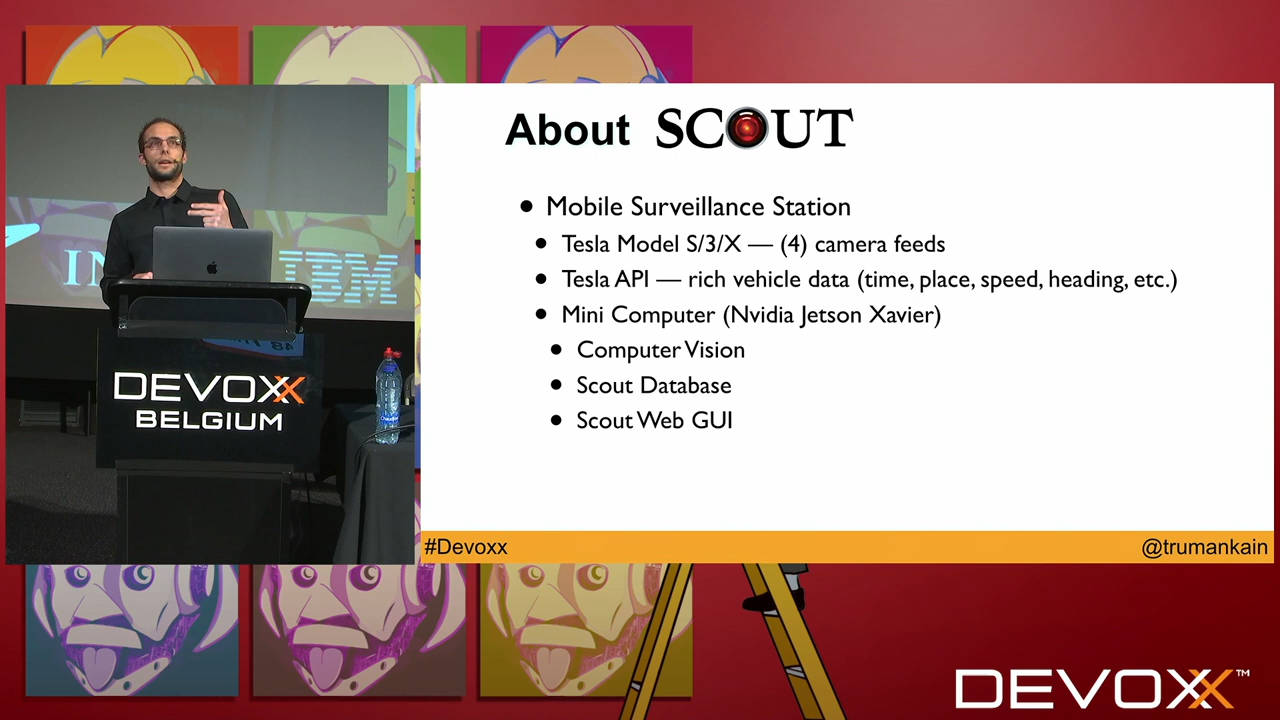 About SCOUT
• Mobile Surveillance Station
• Tesla Model S/3/X — (4) camera feeds
• Tesla API — rich vehicle data (time, place, speed, heading, etc.)
• Mini Computer (Nvidia Jetson Xavier)
• Computer Vision
• Scout Database
• Scout Web GUI
#Devoxx
@trumankain
IBM
DEVOXX
BELGIUM
DEVOXX™